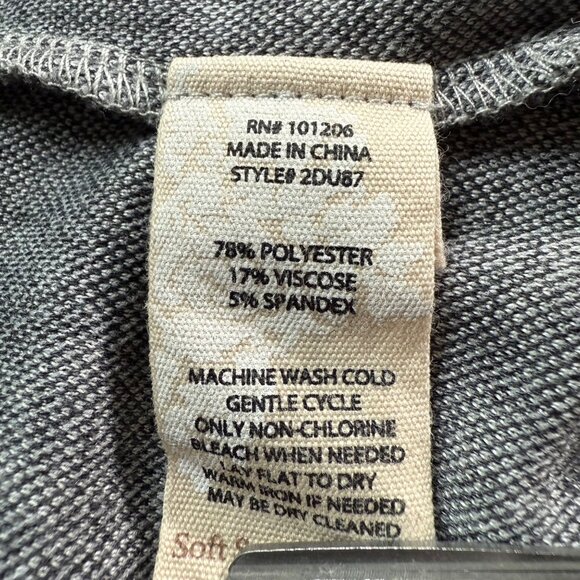 RN# 101206
MADE IN CHINA
STYLE# 2DU87
78% POLYESTER
17% VISCOSE
5% SPANDEX
MACHINE WASH COLD
GENTLE CYCLE
ONLY NON-CHLORINE
BLEACH WHEN NEEDED
LAY FLAT TO DRY
WARM IRON IF NEEDED
MAY BE DRY CLEANED
Soft